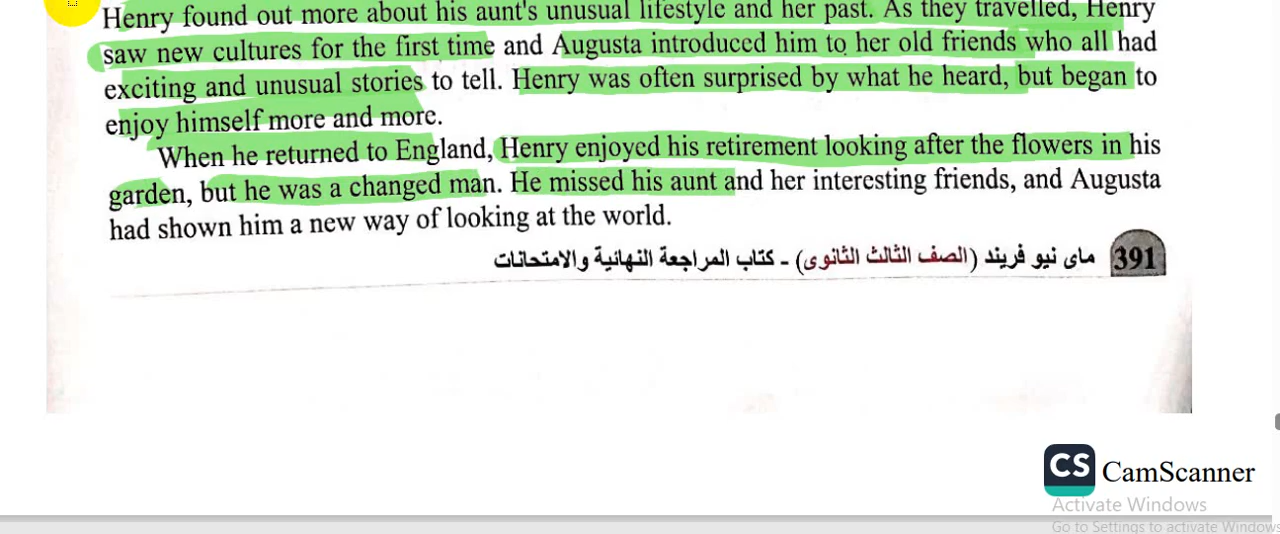 Henry found out more about his aunt's unusual lifestyle and her past. As they travelled, Henry
saw new cultures for the first time and Augusta introduced him to her old friends who all had
exciting and unusual stories to tell. Henry was often surprised by what he heard, but began to
enjoy himself more and more.
When he returned to England, Henry enjoyed his retirement looking after the flowers in his
garden, but he was a changed man. He missed his aunt and her interesting friends, and Augusta
had shown him a new way of looking at the world.
391 ماى نيو فريند (الصف الثالث الثانوى) - كتاب المراجعة النهائية والامتحانات
CS CamScanner
Activate Windows
Go to Settings to activate Windows